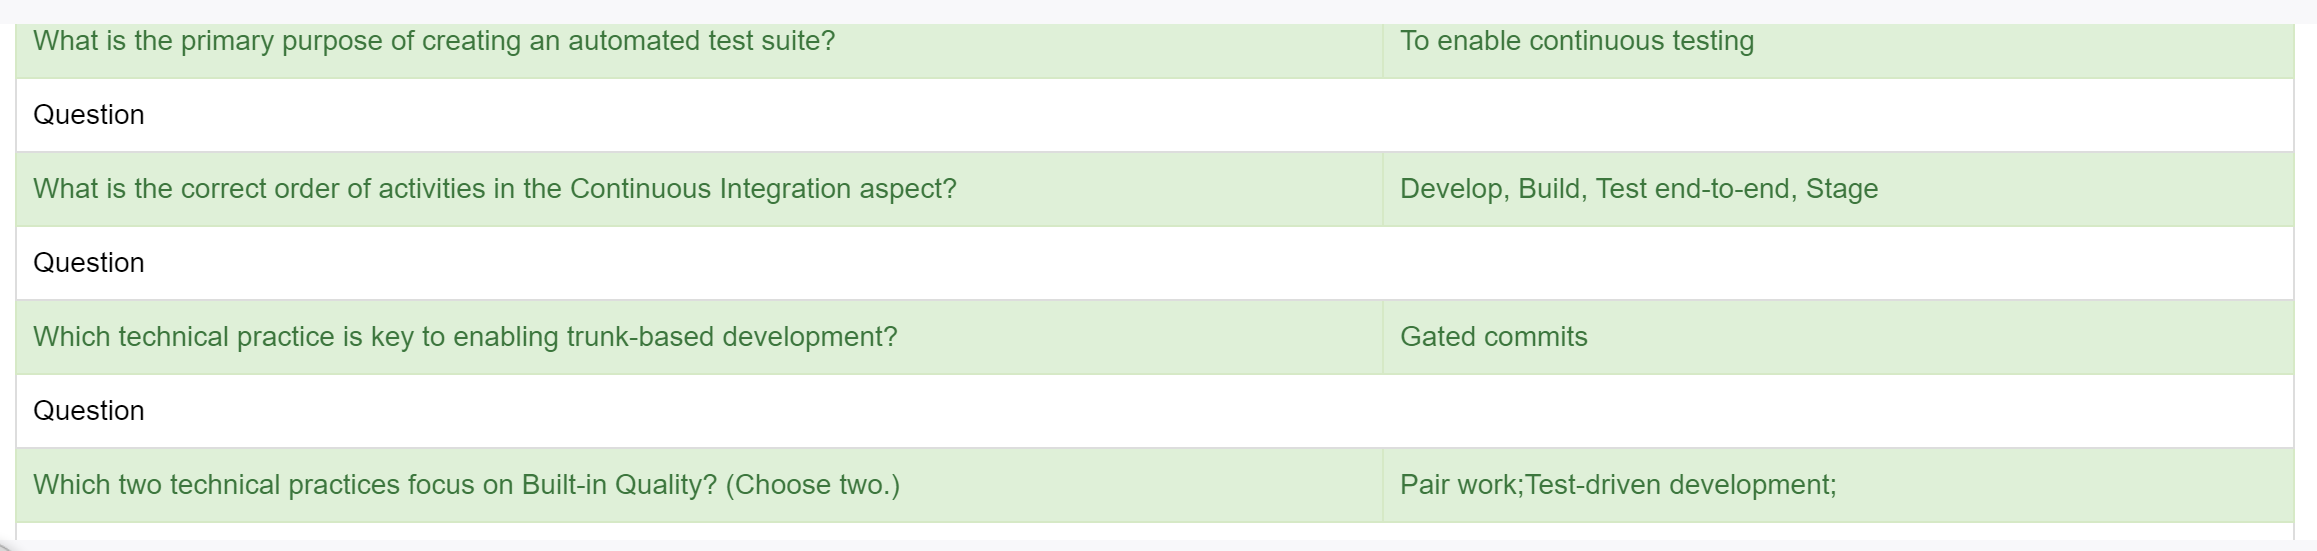 What is the primary purpose of creating an automated test suite? To enable continuous testing
Question
What is the correct order of activities in the Continuous Integration aspect? Develop, Build, Test end-to-end, Stage
Question
Which technical practice is key to enabling trunk-based development? Gated commits
Question
Which two technical practices focus on Built-in Quality? (Choose two.) Pair work;Test-driven development;